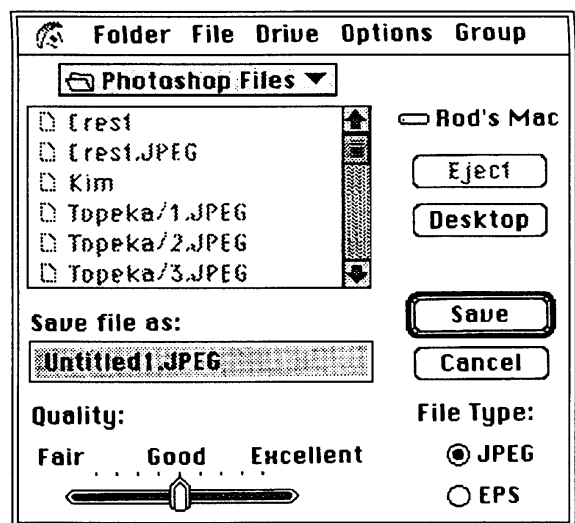 Folder File Drive Options Group
Photoshop Files
Crest
Crest.JPEG
Kim
Topeka/1.JPEG
Topeka/2.JPEG
Topeka/3.JPEG
Rod's Mac
Eject
Desktop
Save file as:
Untitled1.JPEG
Save
Cancel
Quality:
Fair Good Excellent
File Type:
JPEG
EPS